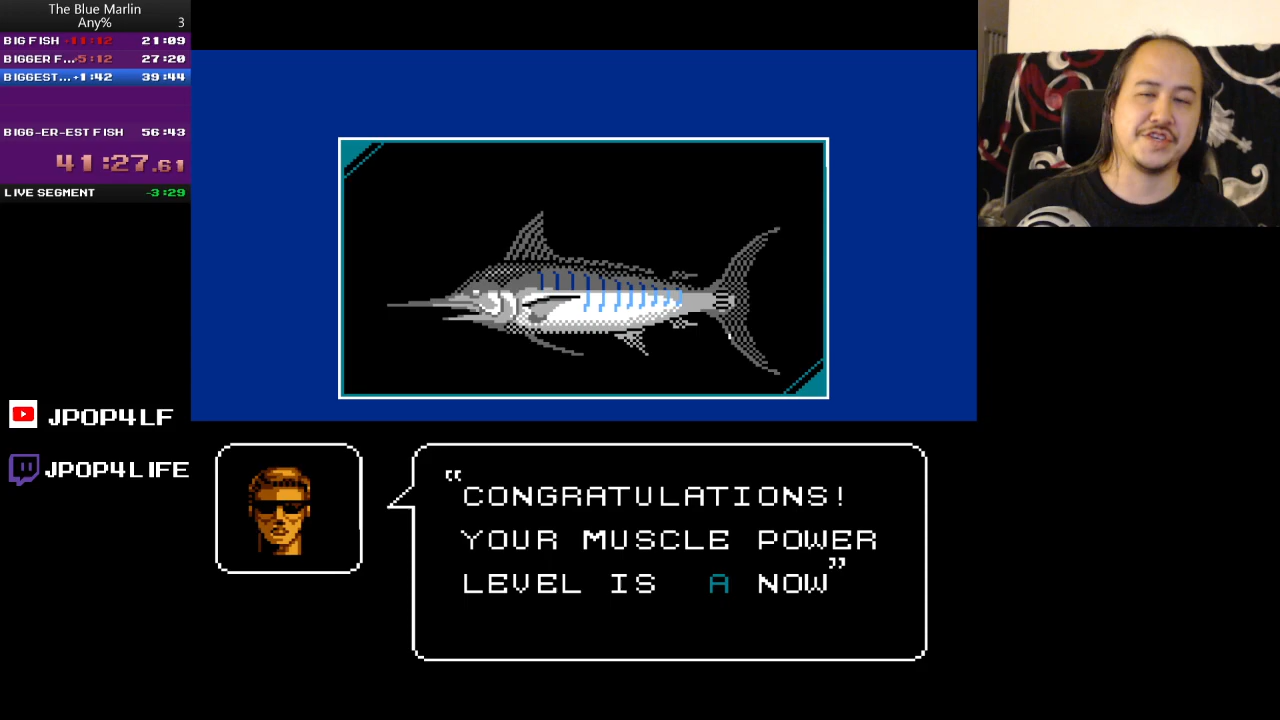 The Blue Marlin
Any%
3
BIG FISH -11:12 21:09
BIGGER F... -5:12 27:20
BIGGEST... +1:42 39:44
BIGG-ER-EST FISH 56:43
41:27.61
LIVE SEGMENT -3:29
JPOP4LF
JPOP4LIFE
“CONGRATULATIONS!
YOUR MUSCLE POWER
LEVEL IS A NOW”